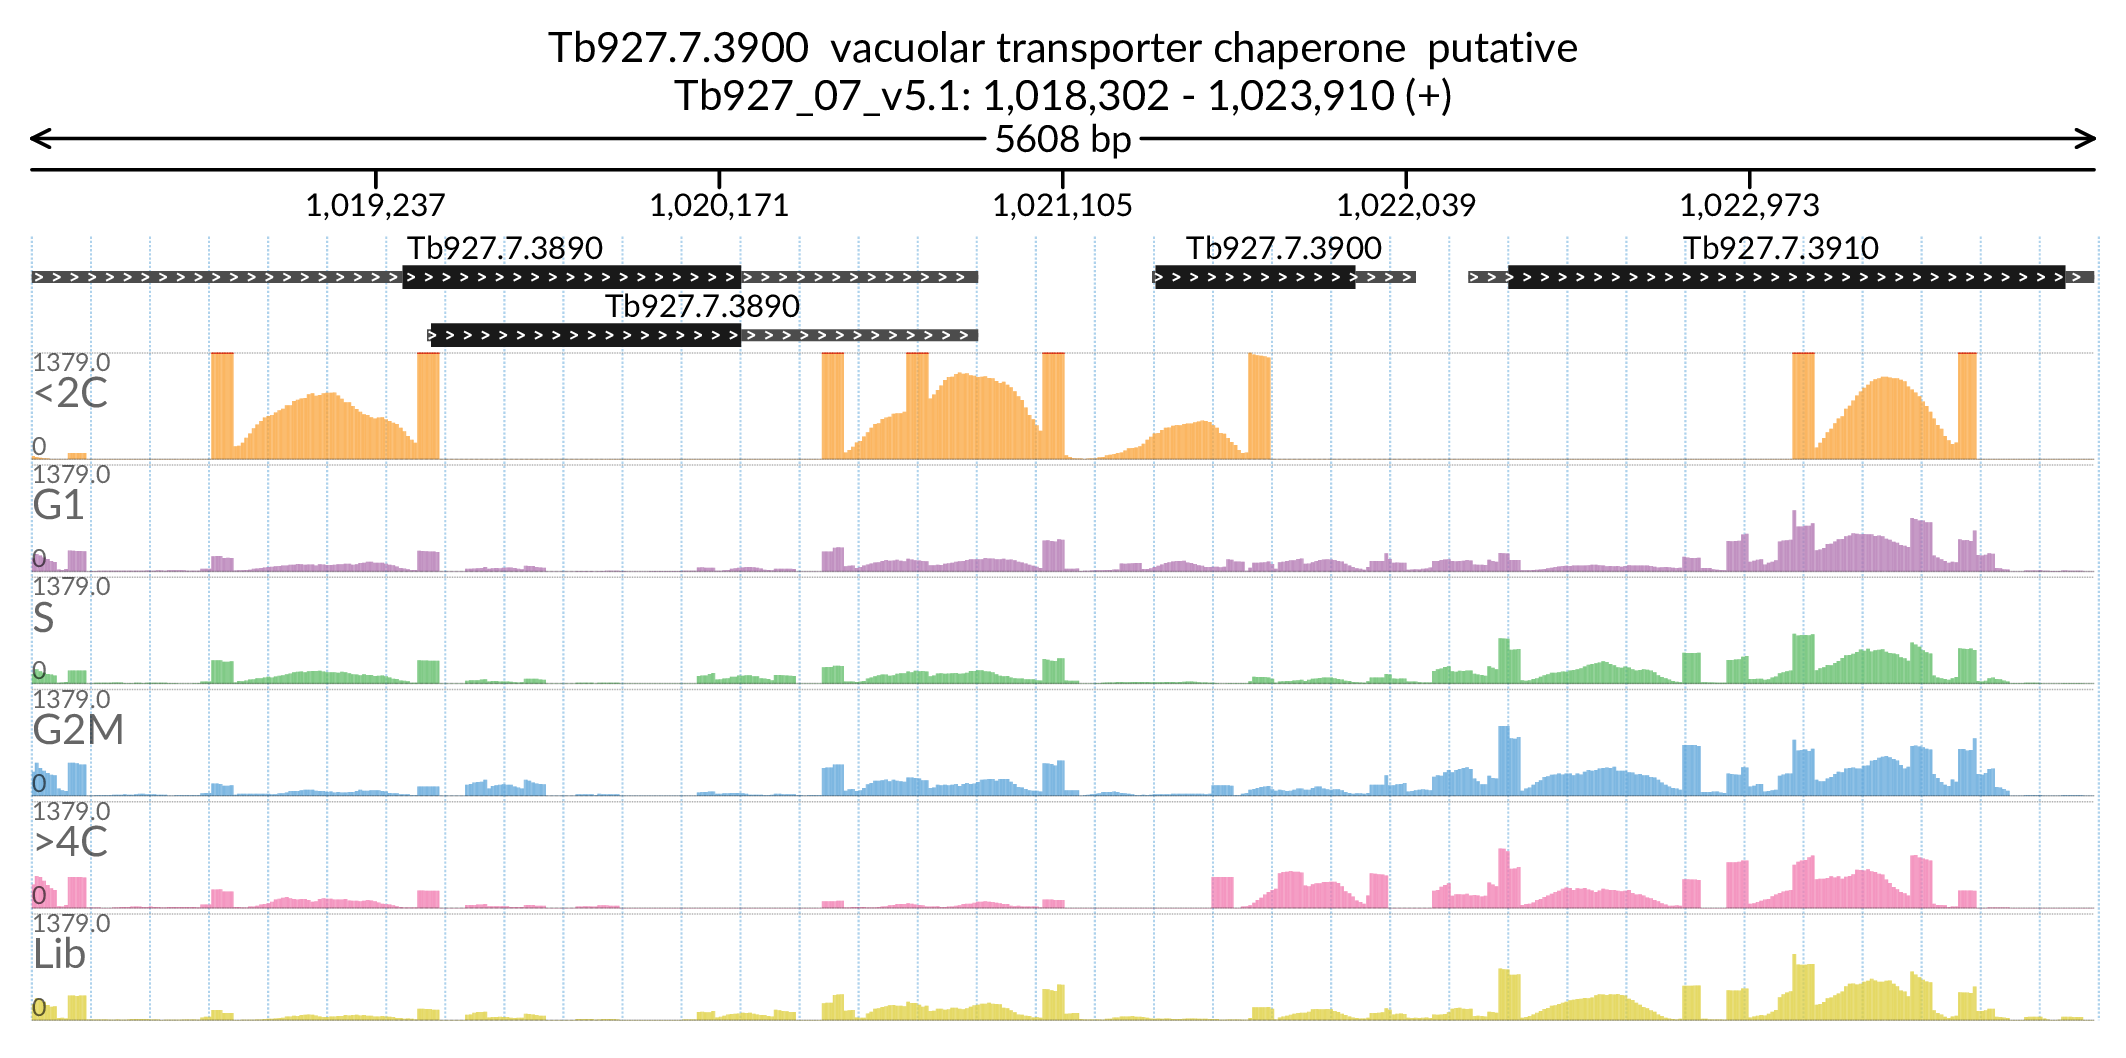 Tb927.7.3900 vacuolar transporter chaperone putative
Tb927_07_v5.1: 1,018,302 - 1,023,910 (+)
5608 bp
1,019,237 1,020,171 1,021,105 1,022,039 1,022,973
Tb927.7.3890 Tb927.7.3900 Tb927.7.3910
Tb927.7.3890
1379.0
<2C
0
1379.0
G1
0
1379.0
S
0
1379.0
G2M
0
1379.0
>4C
0
1379.0
Lib
0